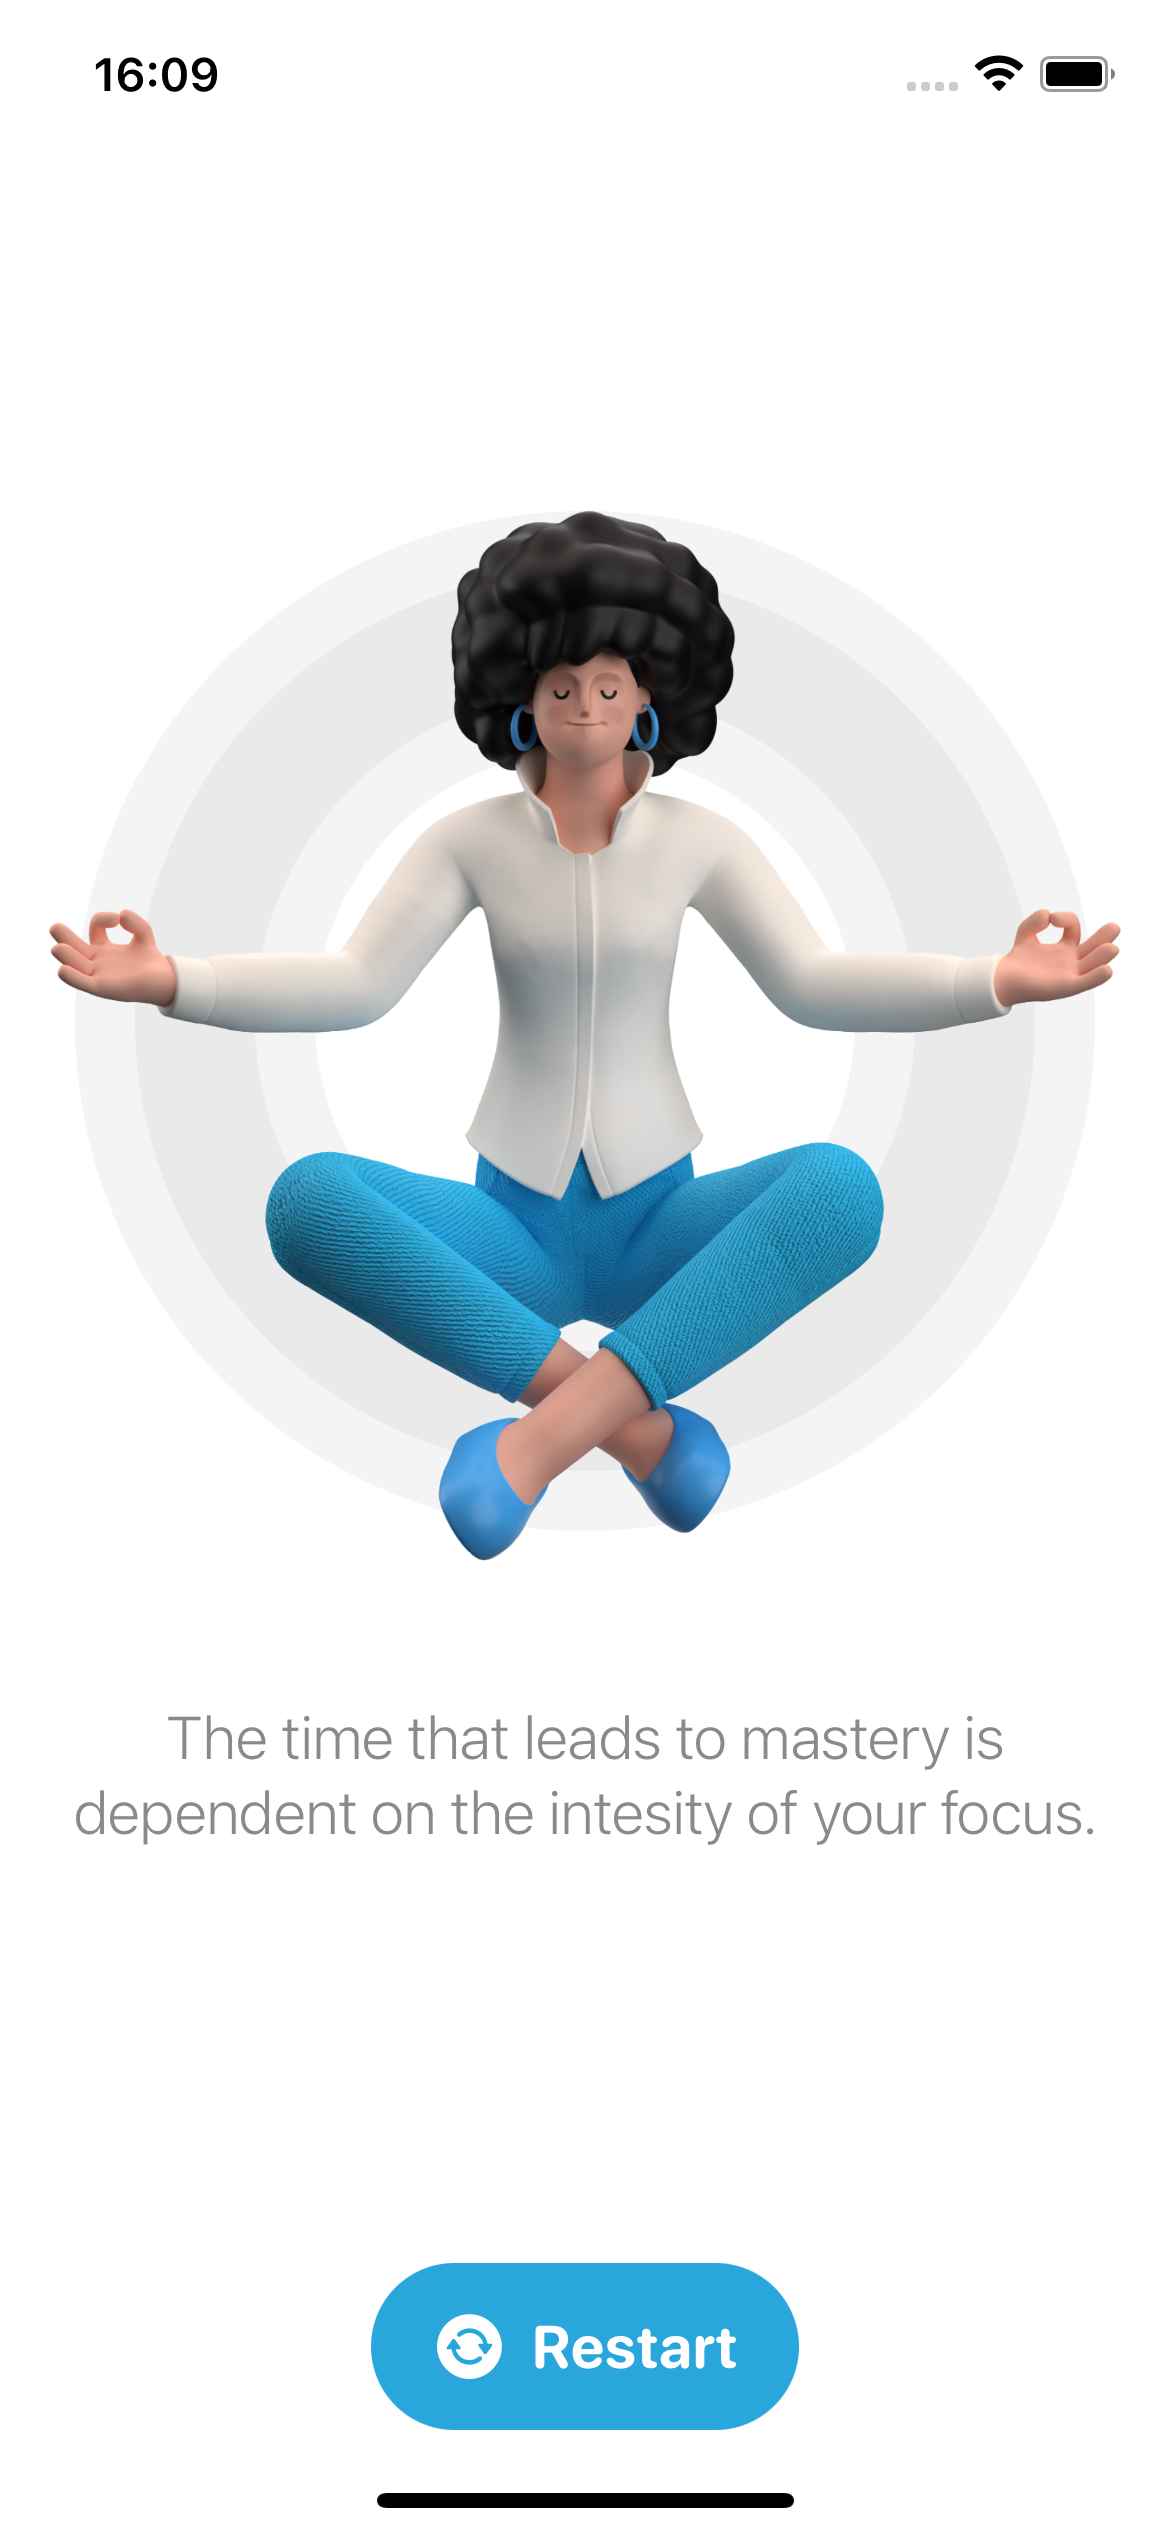 16:09
The time that leads to mastery is
dependent on the intesity of your focus.
Restart